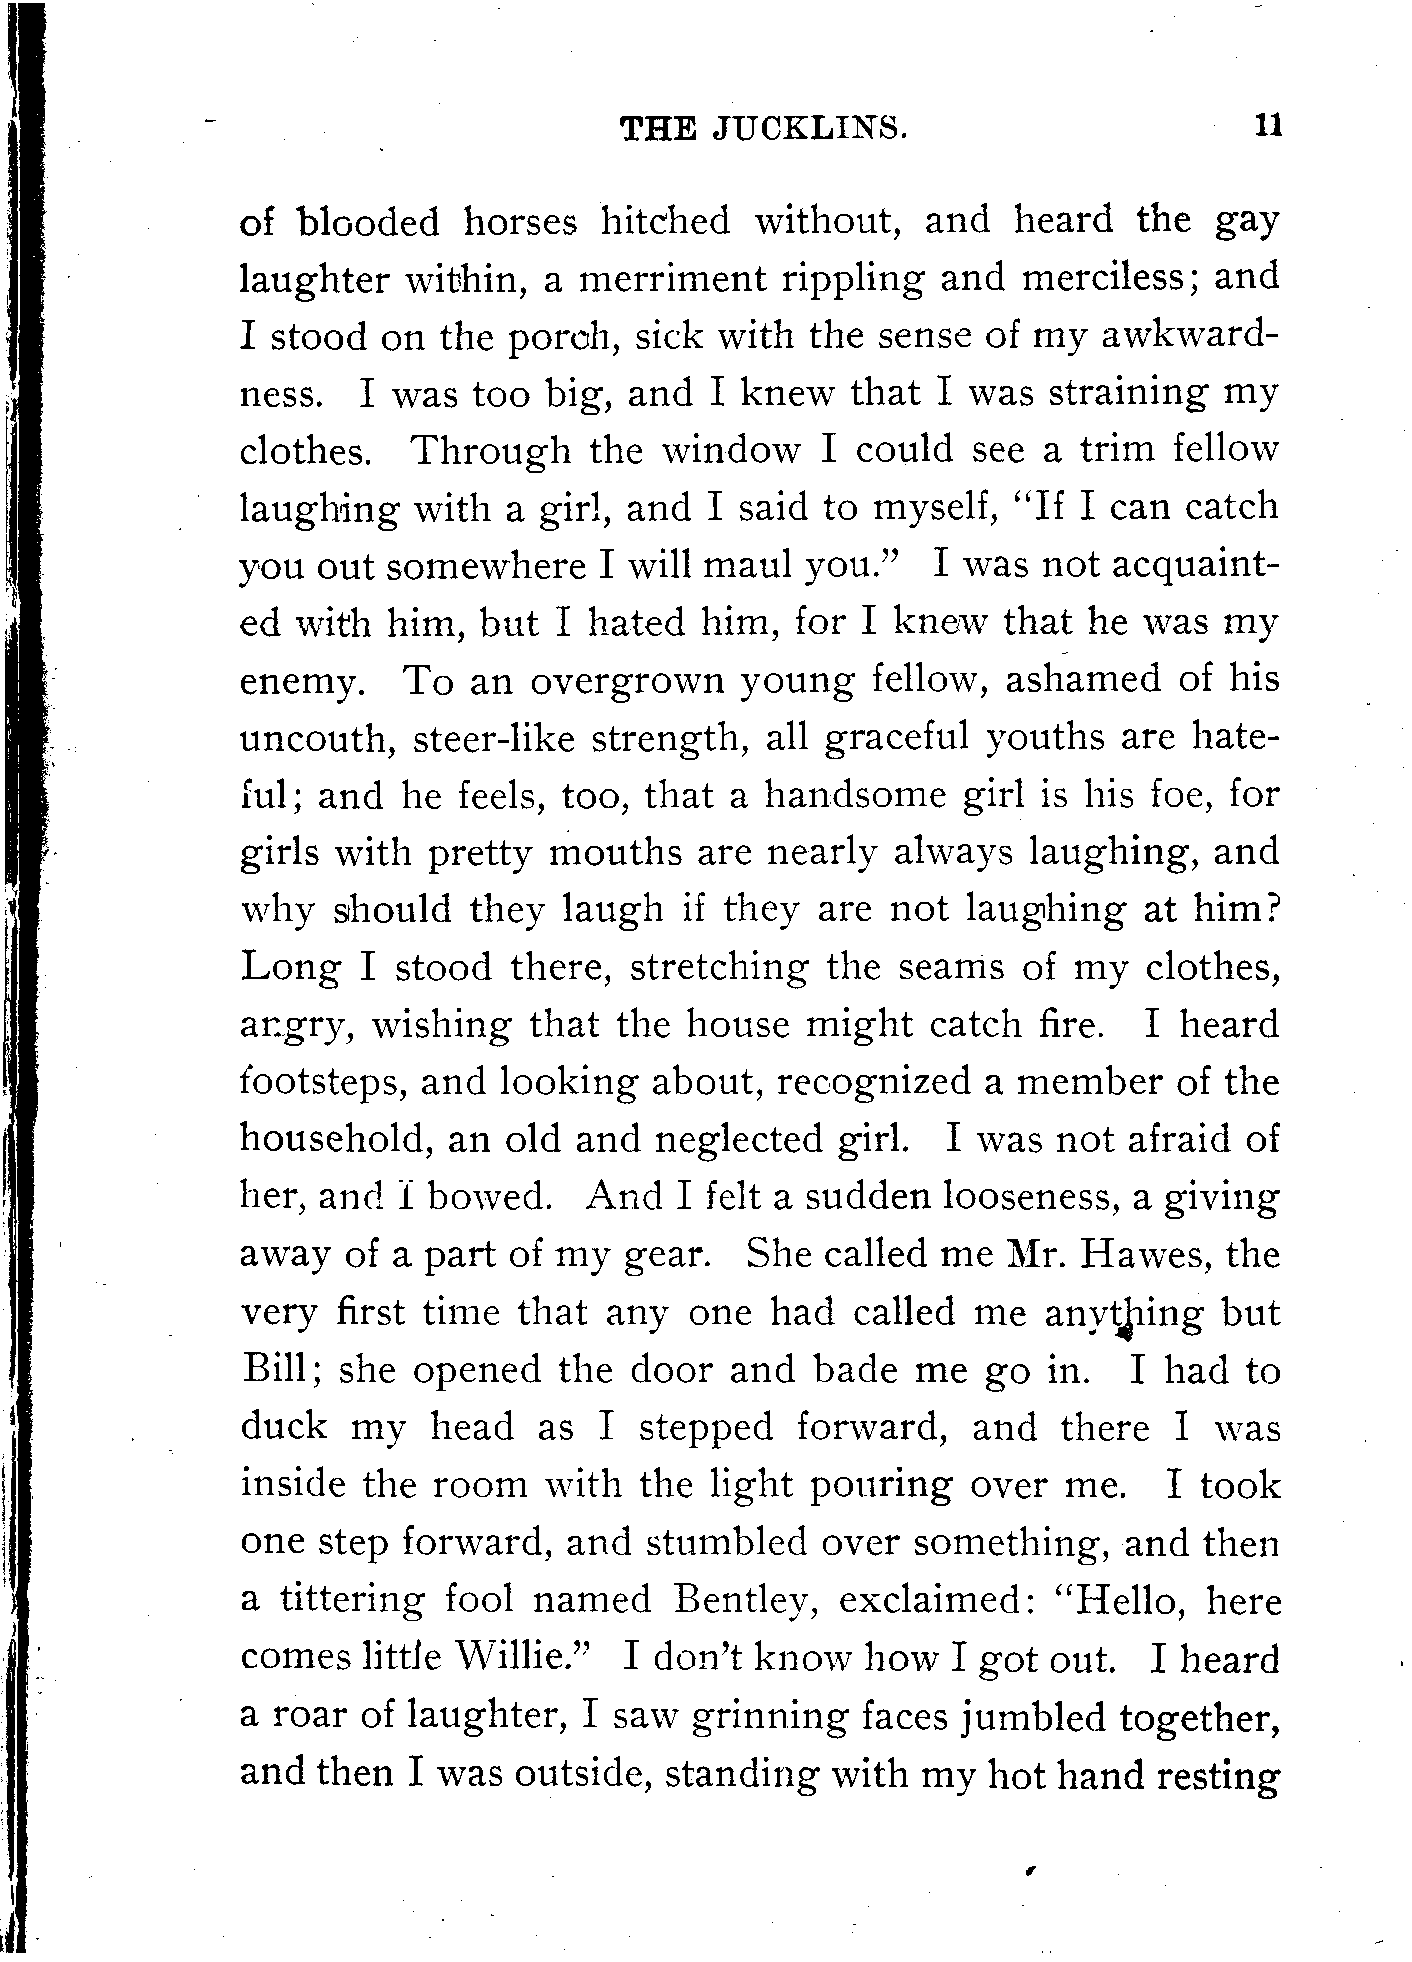 THE JUCKLINS. 11
of blooded horses hitched without, and heard the gay
laughter within, a merriment rippling and merciless; and
I stood on the porch, sick with the sense of my awkward-
ness. I was too big, and I knew that I was straining my
clothes. Through the window I could see a trim fellow
laughing with a girl, and I said to myself, “If I can catch
you out somewhere I will maul you.” I was not acquaint-
ed with him, but I hated him, for I knew that he was my
enemy. To an overgrown young fellow, ashamed of his
uncouth, steer-like strength, all graceful youths are hate-
ful; and he feels, too, that a handsome girl is his foe, for
girls with pretty mouths are nearly always laughing, and
why should they laugh if they are not laughing at him?
Long I stood there, stretching the seams of my clothes,
angry, wishing that the house might catch fire. I heard
footsteps, and looking about, recognized a member of the
household, an old and neglected girl. I was not afraid of
her, and I bowed. And I felt a sudden looseness, a giving
away of a part of my gear. She called me Mr. Hawes, the
very first time that any one had called me anything but
Bill; she opened the door and bade me go in. I had to
duck my head as I stepped forward, and there I was
inside the room with the light pouring over me. I took
one step forward, and stumbled over something, and then
a tittering fool named Bentley, exclaimed: “Hello, here
comes little Willie.” I don’t know how I got out. I heard
a roar of laughter, I saw grinning faces jumbled together,
and then I was outside, standing with my hot hand resting